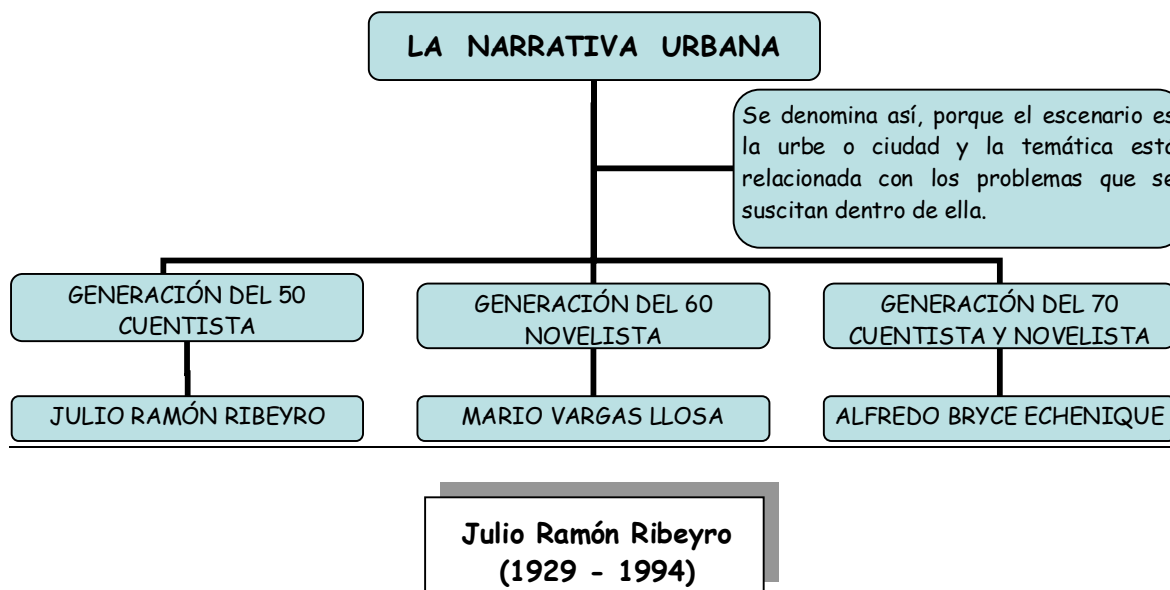 LA NARRATIVA URBANA
Se denomina así, porque el escenario es
la urbe o ciudad y la temática esta
relacionada con los problemas que se
suscitan dentro de ella.
GENERACIÓN DEL 50
CUENTISTA
GENERACIÓN DEL 60
NOVELISTA
GENERACIÓN DEL 70
CUENTISTA Y NOVELISTA
JULIO RAMÓN RIBEYRO
MARIO VARGAS LLOSA
ALFREDO BRYCE ECHENIQUE
Julio Ramón Ribeyro
(1929 - 1994)